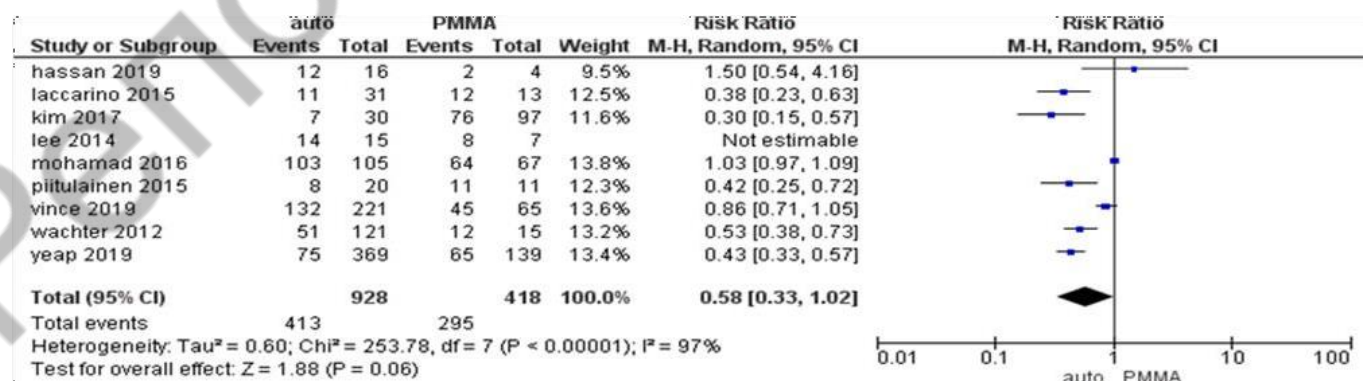 auto PMMA Risk Ratio Risk Ratio
Study or Subgroup Events Total Events Total Weight M-H, Random, 95% CI M-H, Random, 95% CI
hassan 2019 12 16 2 4 9.5% 1.50 [0.54, 4.16]
laccarino 2015 11 31 12 13 12.5% 0.38 [0.23, 0.63]
kim 2017 7 30 76 97 11.6% 0.30 [0.15, 0.57]
lee 2014 14 15 8 7 Not estimable
mohamad 2016 103 105 64 67 13.8% 1.03 [0.97, 1.09]
piitulainen 2015 8 20 11 11 12.3% 0.42 [0.25, 0.72]
vince 2019 132 221 45 65 13.6% 0.86 [0.71, 1.05]
wachter 2012 51 121 12 15 13.2% 0.53 [0.38, 0.73]
yeap 2019 75 369 65 139 13.4% 0.43 [0.33, 0.57]
Total (95% CI) 928 418 100.0% 0.58 [0.33, 1.02]
Total events 413 295
Heterogeneity: Tau² = 0.60; Chi² = 253.78, df = 7 (P < 0.00001); I² = 97%
Test for overall effect: Z = 1.88 (P = 0.06)
0.01 0.1 1 10 100
auto PMMA